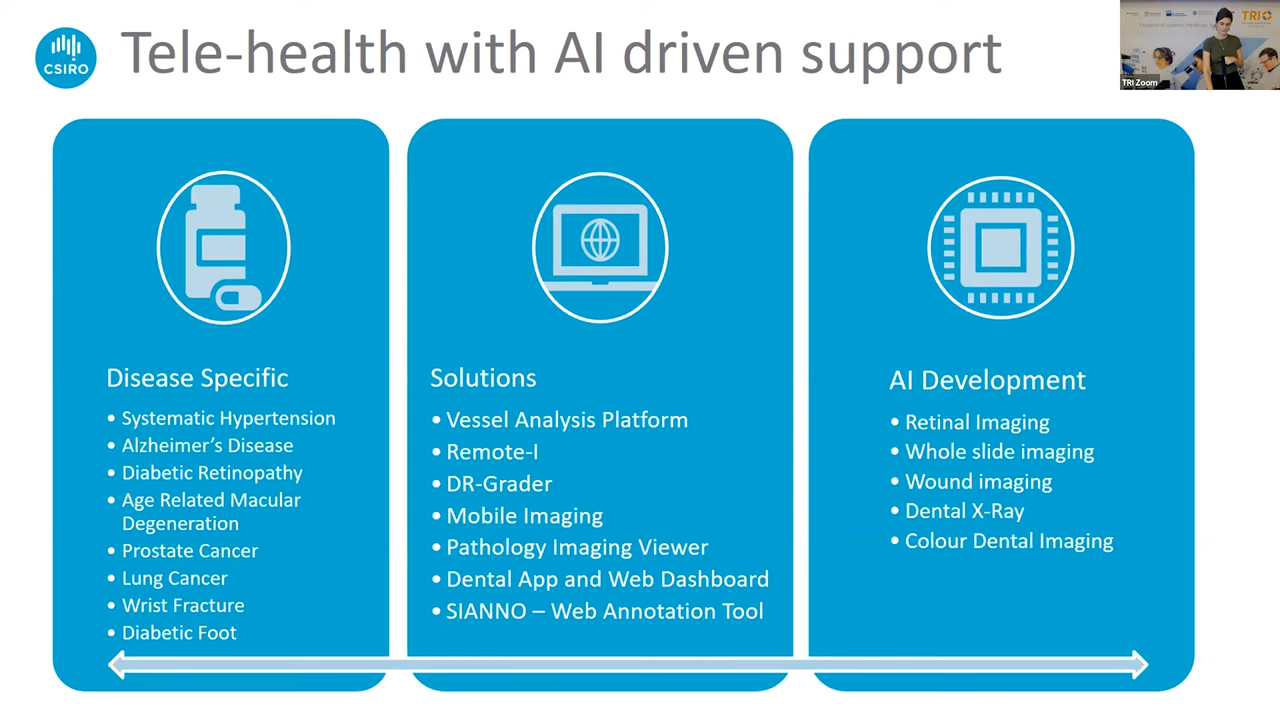 CSIRO
Tele-health with AI driven support
TRIO
TRI Zoom
Disease Specific
• Systematic Hypertension
• Alzheimer's Disease
• Diabetic Retinopathy
• Age Related Macular
Degeneration
• Prostate Cancer
• Lung Cancer
• Wrist Fracture
• Diabetic Foot
Solutions
• Vessel Analysis Platform
• Remote-I
• DR-Grader
• Mobile Imaging
• Pathology Imaging Viewer
• Dental App and Web Dashboard
• SIANNO – Web Annotation Tool
AI Development
• Retinal Imaging
• Whole slide imaging
• Wound imaging
• Dental X-Ray
• Colour Dental Imaging